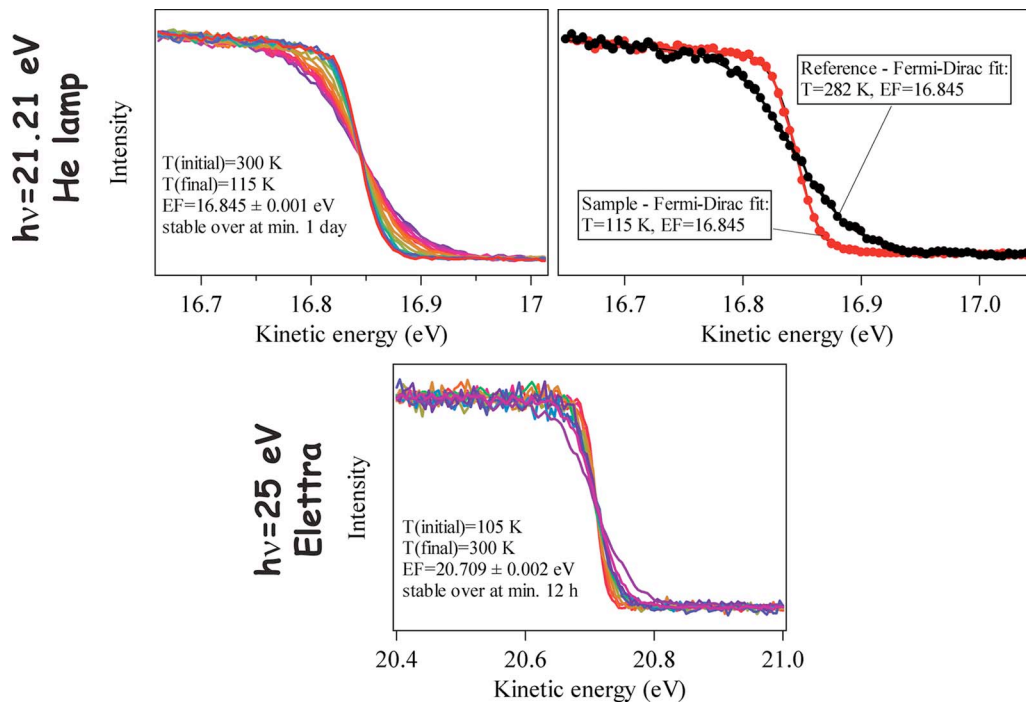 hν=21.21 eV
He lamp
Intensity
T(initial)=300 K
T(final)=115 K
EF=16.845 ± 0.001 eV
stable over at min. 1 day
16.7 16.8 16.9 17
Kinetic energy (eV)
Reference - Fermi-Dirac fit:
T=282 K, EF=16.845
Sample - Fermi-Dirac fit:
T=115 K, EF=16.845
16.7 16.8 16.9 17.0
Kinetic energy (eV)
hν=25 eV
Elettra
Intensity
T(initial)=105 K
T(final)=300 K
EF=20.709 ± 0.002 eV
stable over at min. 12 h
20.4 20.6 20.8 21.0
Kinetic energy (eV)